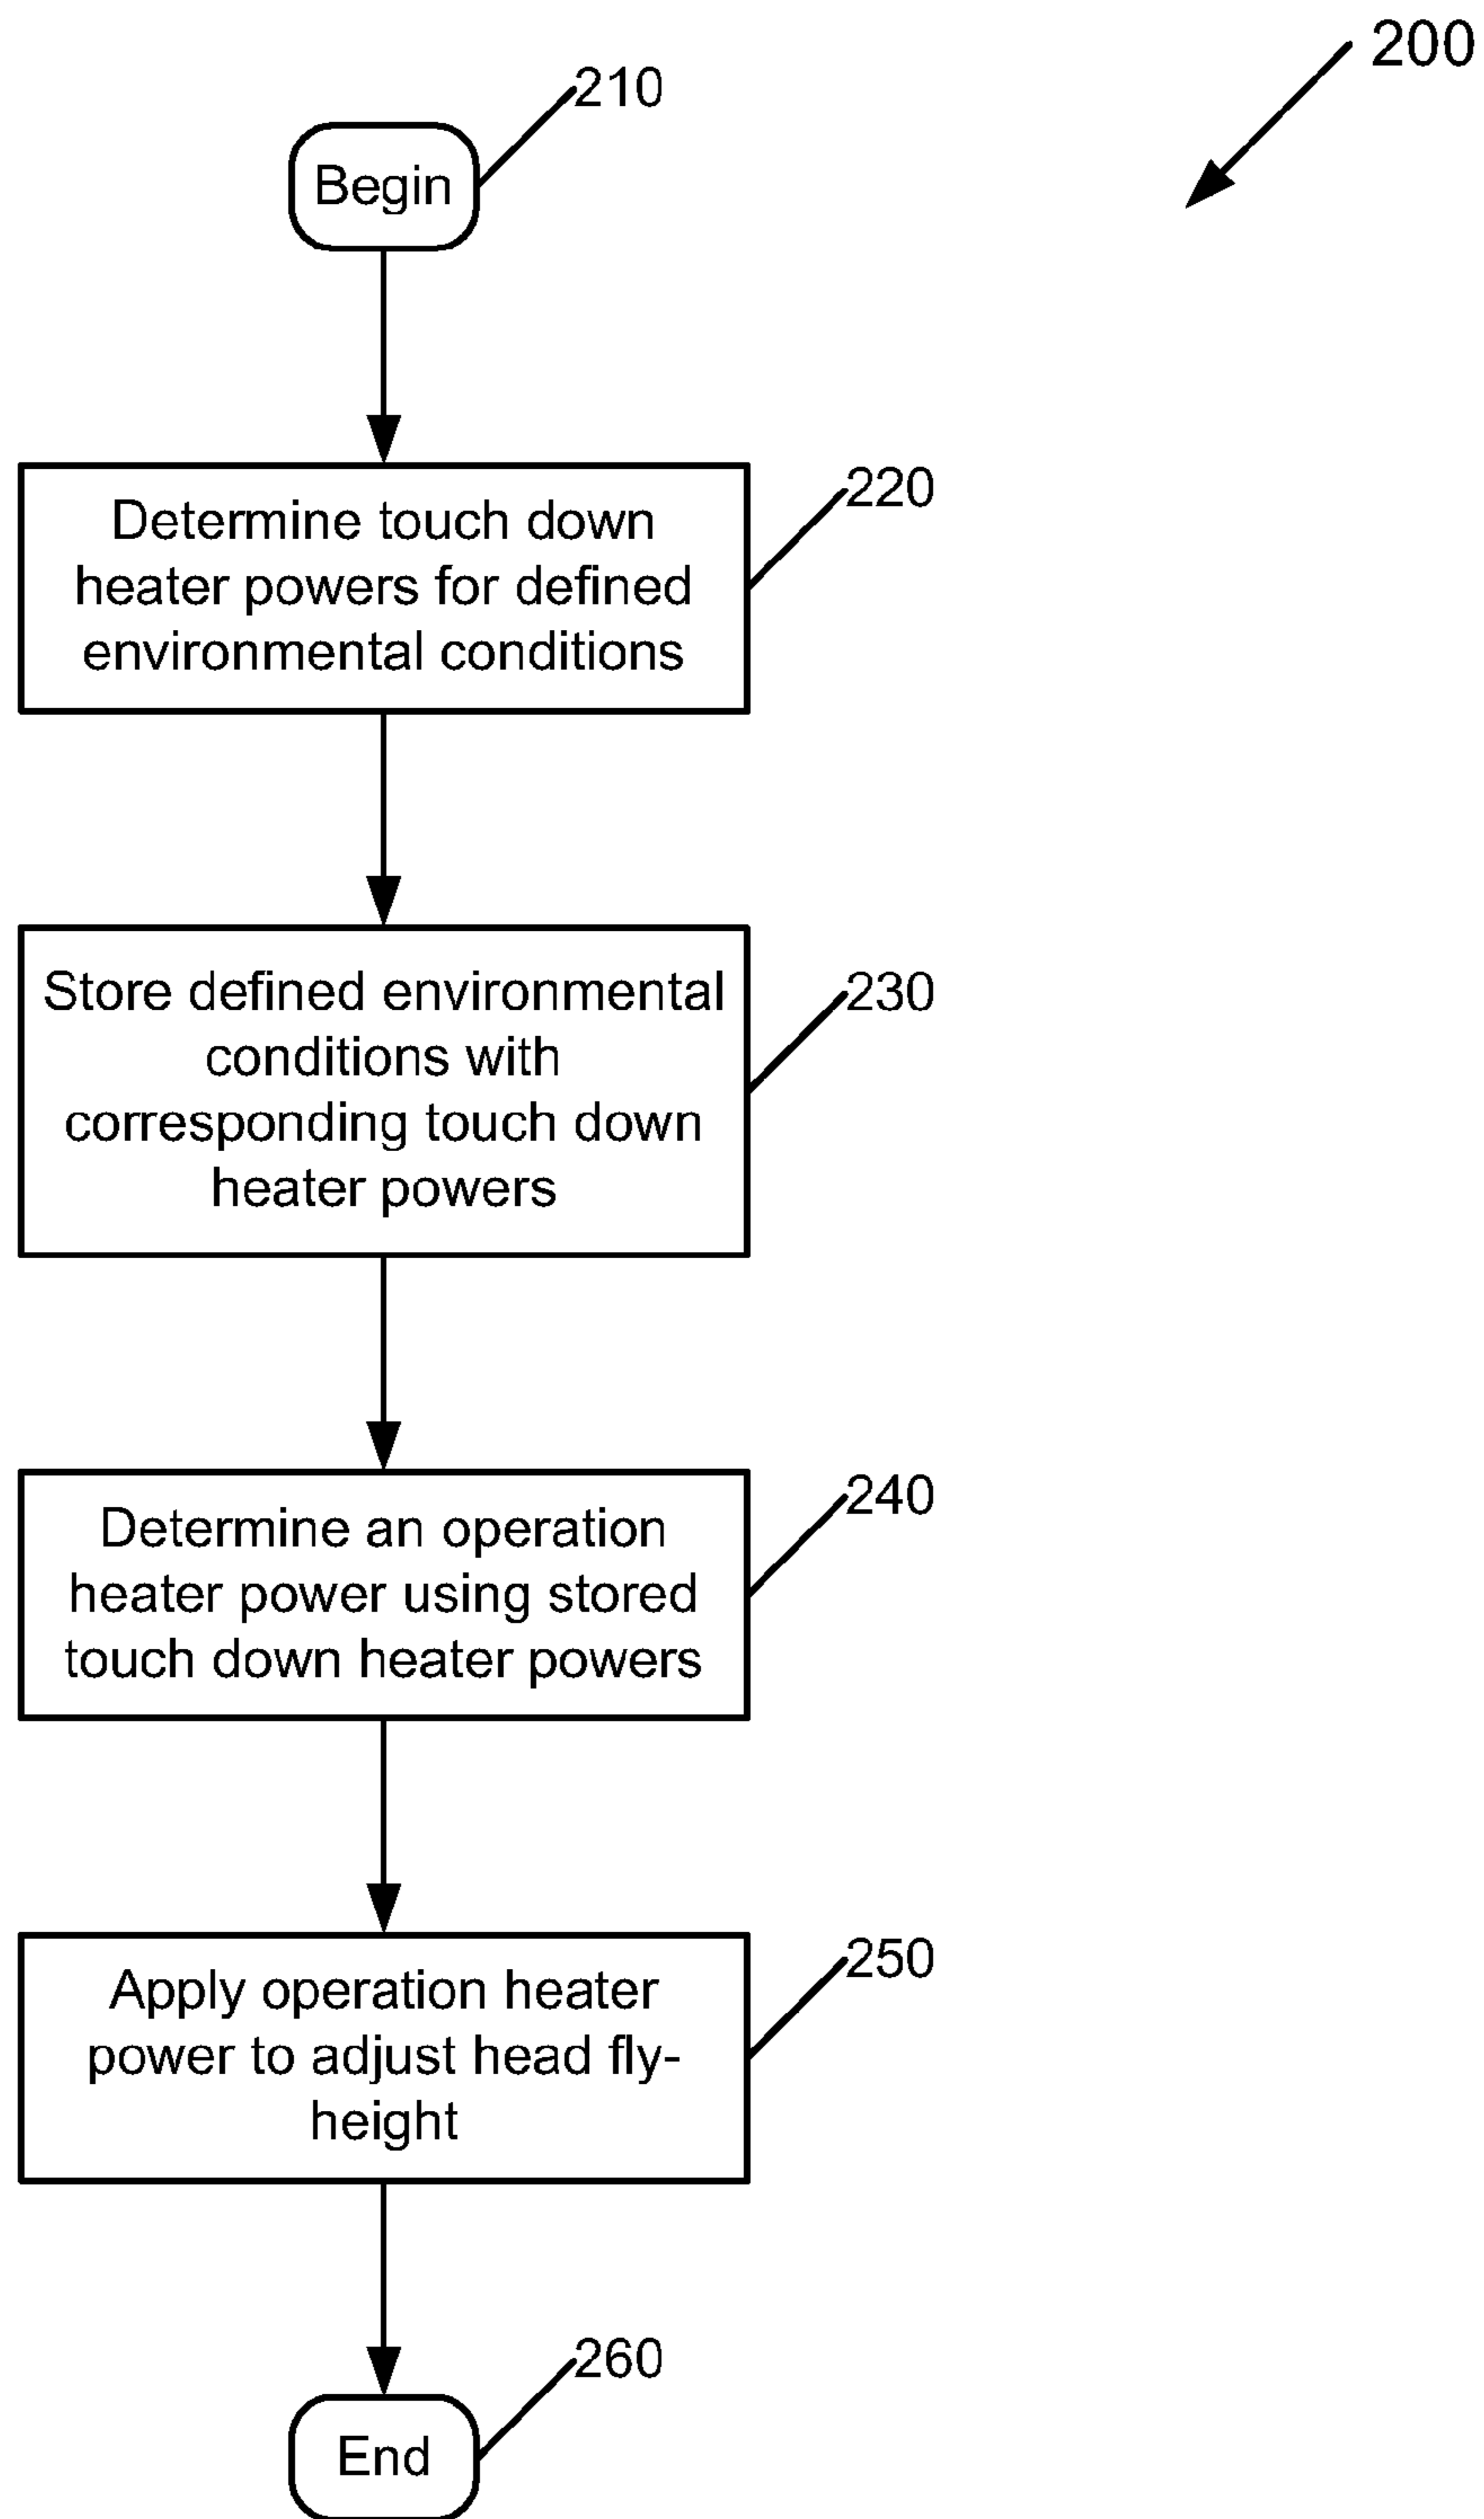 200
210
Begin
220
Determine touch down
heater powers for defined
environmental conditions
230
Store defined environmental
conditions with
corresponding touch down
heater powers
240
Determine an operation
heater power using stored
touch down heater powers
250
Apply operation heater
power to adjust head fly-
height
260
End